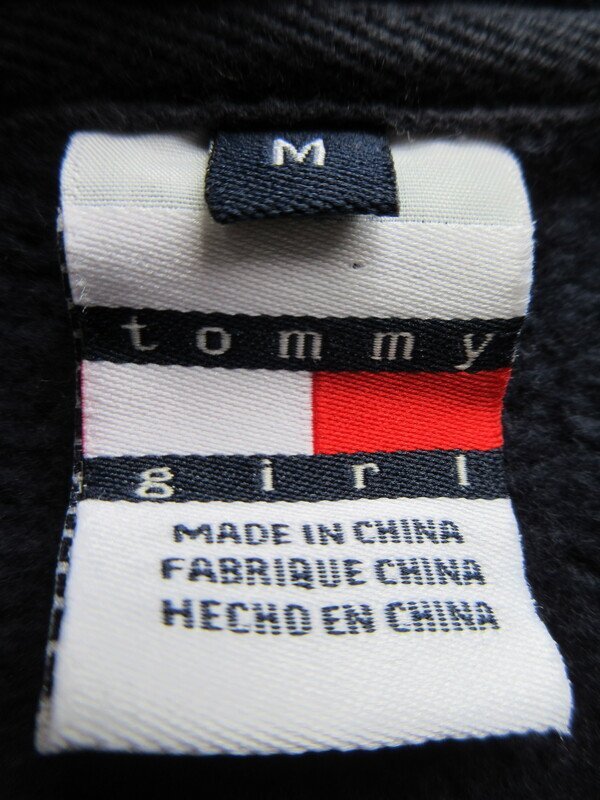 M
tommy
girl
MADE IN CHINA
FABRIQUE CHINA
HECHO EN CHINA